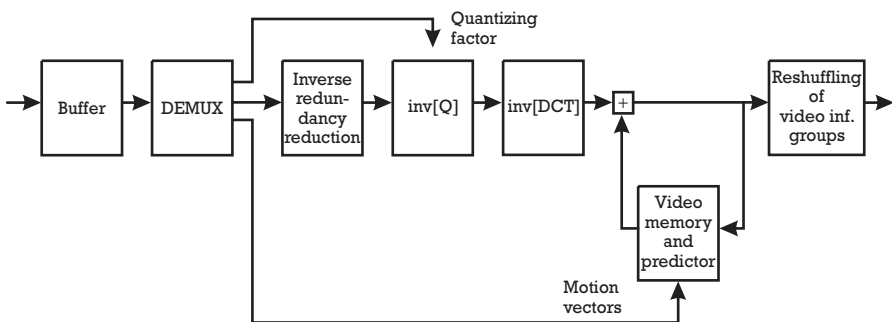 Quantizing
factor
Buffer
DEMUX
Inverse
redun-
dancy
reduction
inv[Q]
inv[DCT]
+
Reshuffling
of
video inf.
groups
Video
memory
and
predictor
Motion
vectors